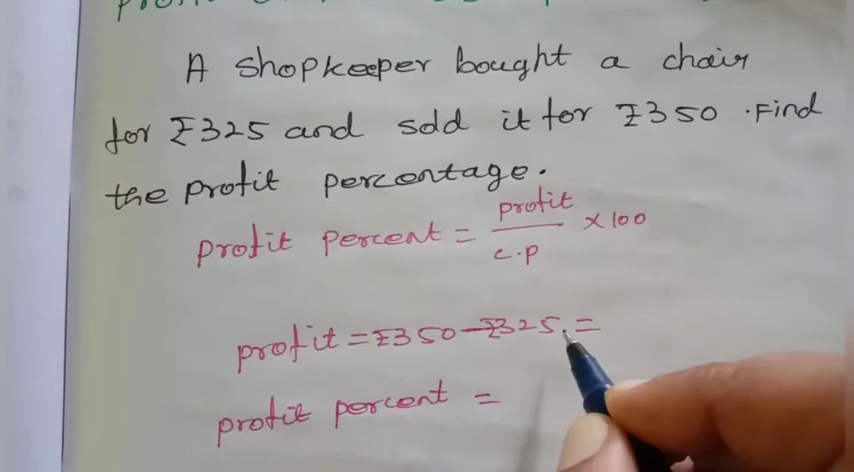 A shopkeeper bought a chair
for ₹325 and sold it for ₹350 . Find
the profit percentage.
profit percent = profit / c.p × 100
profit = ₹350 - ₹325 =
profit percent =